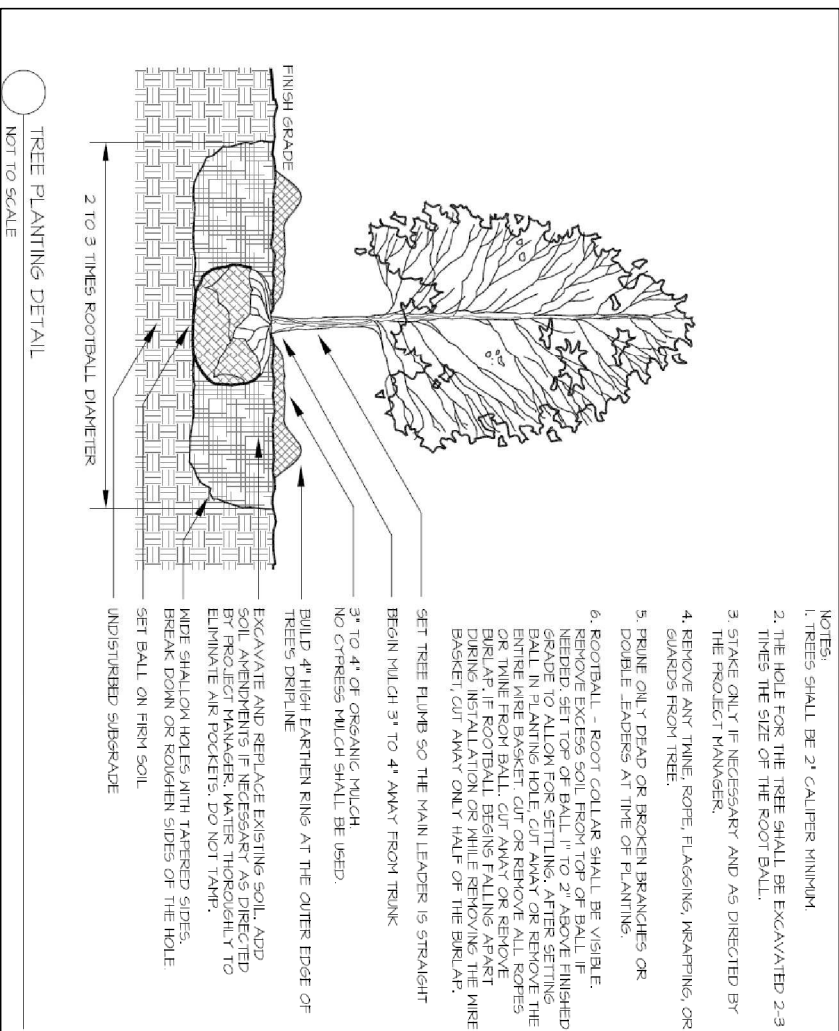 NOTES:
1. TREES SHALL BE 2" CALIPER MINIMUM.
2. THE HOLE FOR THE TREE SHALL BE EXCAVATED 2-3
TIMES THE SIZE OF THE ROOT BALL.
3. STAKE ONLY IF NECESSARY AND AS DIRECTED BY
THE PROJECT MANAGER.
4. REMOVE ANY TWINE, ROPE, FLAGGING, WRAPPING, OR
GUARDS FROM TREE.
5. PRUNE ONLY DEAD OR BROKEN BRANCHES OR
DOUBLE LEADERS AT TIME OF PLANTING.
6. ROOTBALL - ROOT COLLAR SHALL BE VISIBLE.
REMOVE EXCESS SOIL FROM TOP OF BALL IF
NEEDED. SET TOP OF BALL 1" TO 2" ABOVE FINISHED
GRADE TO ALLOW FOR SETTLING. AFTER SETTING
BALL IN PLANTING HOLE, CUT AWAY OR REMOVE THE
ENTIRE WIRE BASKET. CUT OR REMOVE ALL ROPES
OR TWINE FROM BALL. CUT AWAY OR REMOVE
BURLAP. IF ROOTBALL BEGINS FALLING APART
DURING INSTALLATION OR WHILE REMOVING THE WIRE
BASKET, CUT AWAY ONLY HALF OF THE BURLAP.
SET TREE PLUMB SO THE MAIN LEADER IS STRAIGHT
BEGIN MULCH 3" TO 4" AWAY FROM TRUNK
3" TO 4" OF ORGANIC MULCH.
NO CYPRESS MULCH SHALL BE USED.
BUILD 4" HIGH EARTHEN RING AT THE OUTER EDGE OF
TREE'S DRIPLINE
EXCAVATE AND REPLACE EXISTING SOIL. ADD
SOIL AMENDMENTS IF NECESSARY AS DIRECTED
BY PROJECT MANAGER. WATER THOROUGHLY TO
ELIMINATE AIR POCKETS. DO NOT TAMP.
WIDE SHALLOW HOLES WITH TAPERED SIDES.
BREAK DOWN OR ROUGHEN SIDES OF THE HOLE.
SET BALL ON FIRM SOIL
UNDISTURBED SUBGRADE
FINISH GRADE
2 TO 3 TIMES ROOTBALL DIAMETER
TREE PLANTING DETAIL
NOT TO SCALE